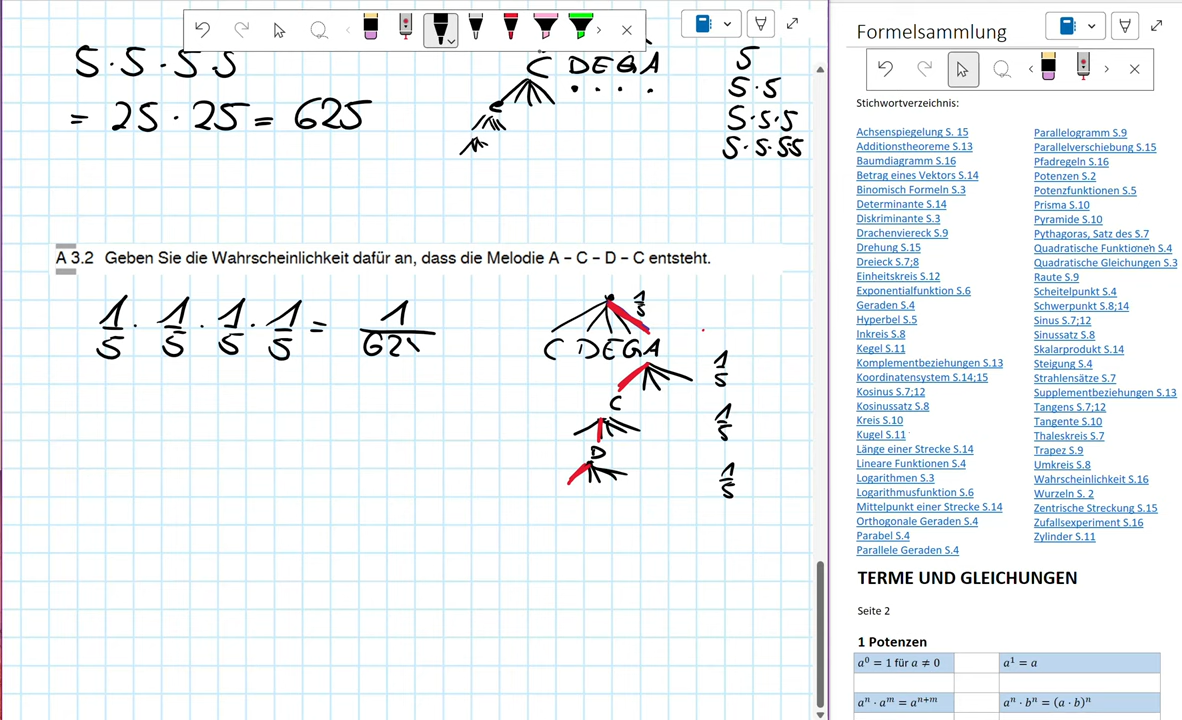 5 · 5 · 5 · 5
= 25 · 25 = 625
C D E G A
5
5 · 5
5 · 5 · 5
5 · 5 · 5 · 5
A 3.2 Geben Sie die Wahrscheinlichkeit dafür an, dass die Melodie A – C – D – C entsteht.
1/5 · 1/5 · 1/5 · 1/5 = 1/625
1/5
C D E G A
1/5
C
1/5
D
1/5
Formelsammlung
Stichwortverzeichnis:
Achsenspiegelung S. 15
Additionstheoreme S.13
Baumdiagramm S.16
Betrag eines Vektors S.14
Binomisch Formeln S.3
Determinante S.14
Diskriminante S.3
Drachenviereck S.9
Drehung S.15
Dreieck S.7;8
Einheitskreis S.12
Exponentialfunktion S.6
Geraden S.4
Hyperbel S.5
Inkreis S.8
Kegel S.11
Komplementbeziehungen S.13
Koordinatensystem S.14;15
Kosinus S.7;12
Kosinussatz S.8
Kreis S.10
Kugel S.11
Länge einer Strecke S.14
Lineare Funktionen S.4
Logarithmen S.3
Logarithmusfunktion S.6
Mittelpunkt einer Strecke S.14
Orthogonale Geraden S.4
Parabel S.4
Parallele Geraden S.4
Parallelogramm S.9
Parallelverschiebung S.15
Pfadregeln S.16
Potenzen S.2
Potenzfunktionen S.5
Prisma S.10
Pyramide S.10
Pythagoras, Satz des S.7
Quadratische Funktionen S.4
Quadratische Gleichungen S.3
Raute S.9
Scheitelpunkt S.4
Schwerpunkt S.8;14
Sinus S.7;12
Sinussatz S.8
Skalarprodukt S.14
Steigung S.4
Strahlensätze S.7
Supplementbeziehungen S.13
Tangens S.7;12
Tangente S.10
Thaleskreis S.7
Trapez S.9
Umkreis S.8
Wahrscheinlichkeit S.16
Wurzeln S. 2
Zentrische Streckung S.15
Zufallsexperiment S.16
Zylinder S.11
TERME UND GLEICHUNGEN
Seite 2
1 Potenzen
a⁰ = 1 für a ≠ 0
a¹ = a
aⁿ · aᵐ = aⁿ⁺ᵐ
aⁿ · bⁿ = (a · b)ⁿ